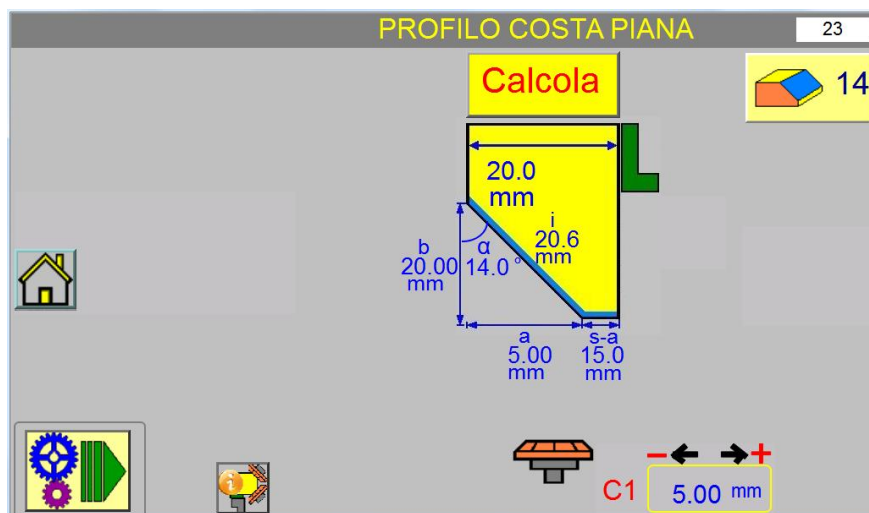 PROFILO COSTA PIANA
23
Calcola
14
20.0
mm
i
20.6
mm
α
14.0 °
b
20.00
mm
a
5.00
mm
s-a
15.0
mm
- +
C1
5.00 mm